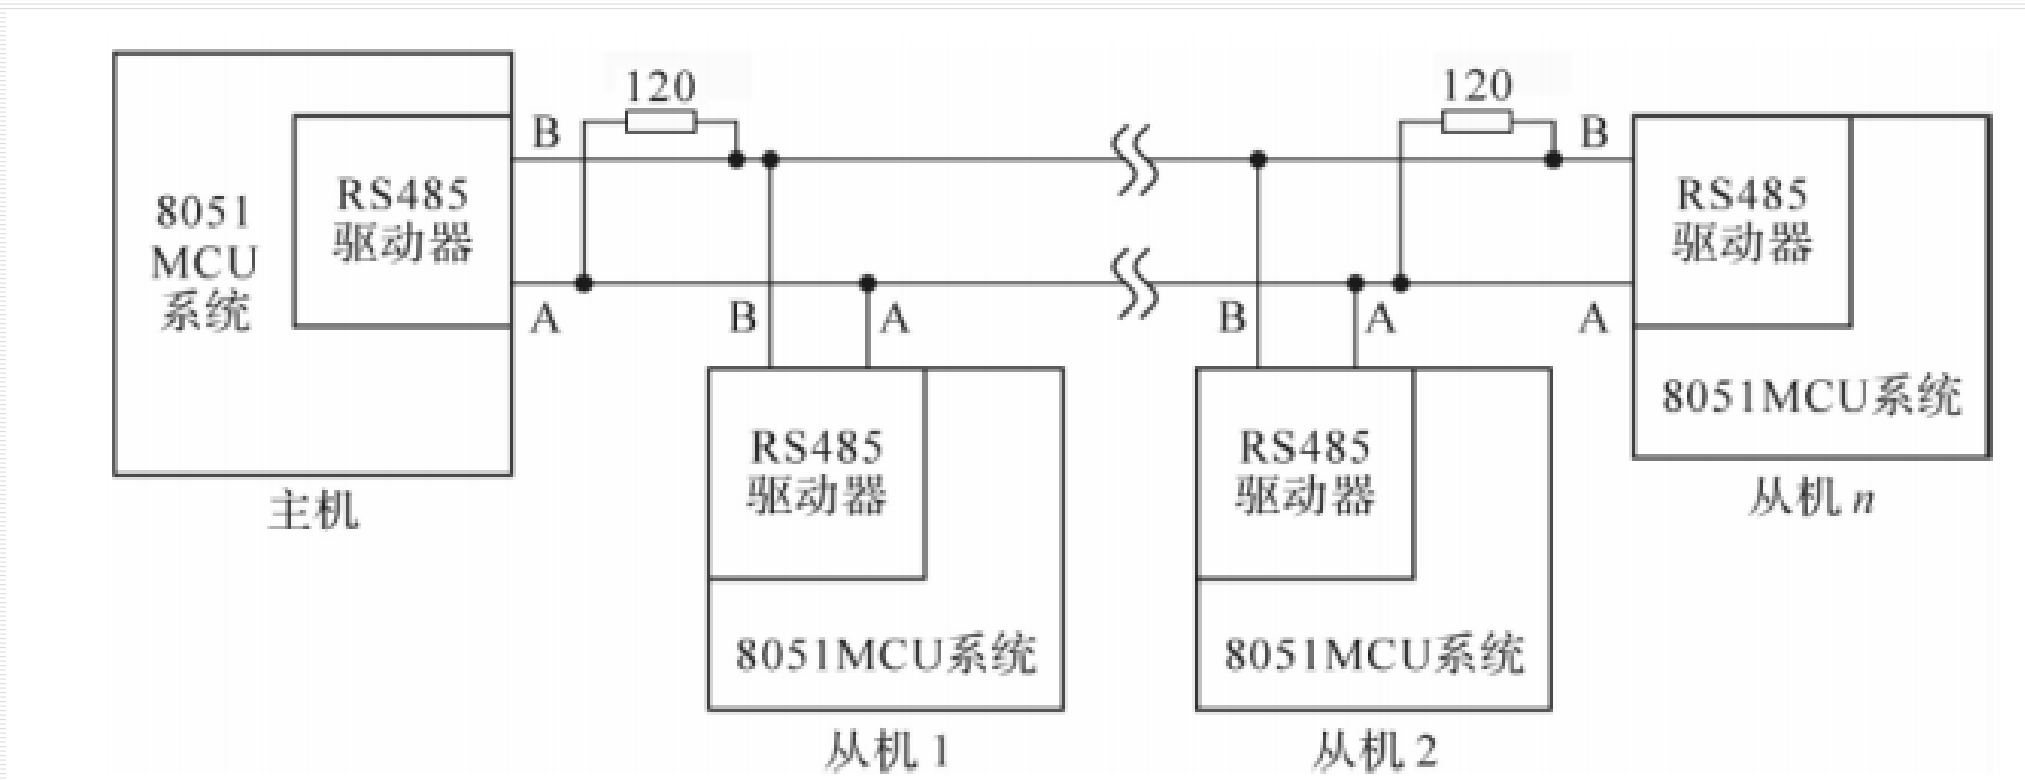 120
120
B
B
8051
MCU
系统
RS485
驱动器
RS485
驱动器
A
B
A
B
A
A
8051MCU系统
RS485
驱动器
RS485
驱动器
主机
从机 n
8051MCU系统
8051MCU系统
从机 1
从机 2